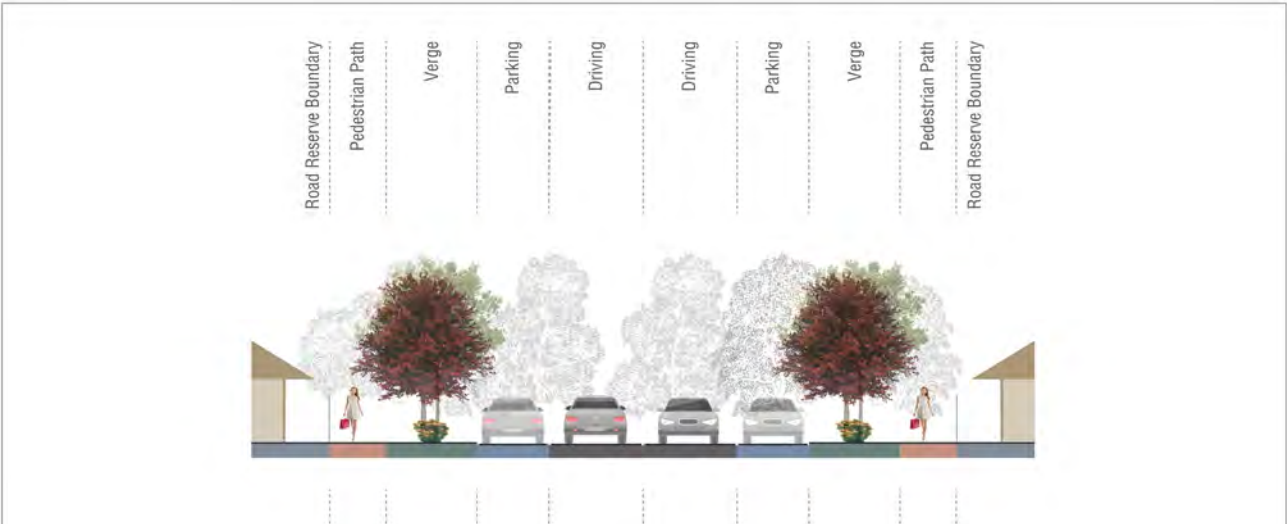 Road Reserve Boundary
Pedestrian Path
Verge
Parking
Driving
Driving
Parking
Verge
Pedestrian Path
Road Reserve Boundary